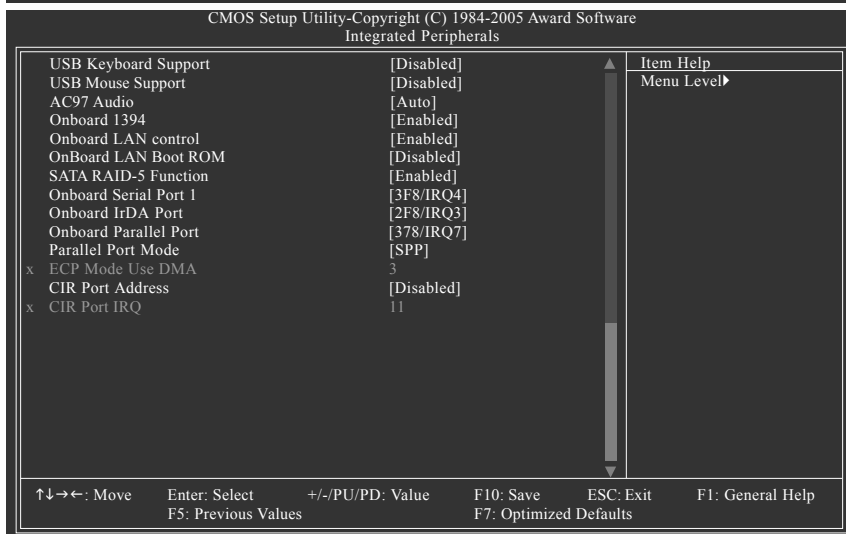 CMOS Setup Utility-Copyright (C) 1984-2005 Award Software
Integrated Peripherals
USB Keyboard Support [Disabled]
USB Mouse Support [Disabled]
AC97 Audio [Auto]
Onboard 1394 [Enabled]
Onboard LAN control [Enabled]
OnBoard LAN Boot ROM [Disabled]
SATA RAID-5 Function [Enabled]
Onboard Serial Port 1 [3F8/IRQ4]
Onboard IrDA Port [2F8/IRQ3]
Onboard Parallel Port [378/IRQ7]
Parallel Port Mode [SPP]
x ECP Mode Use DMA 3
CIR Port Address [Disabled]
x CIR Port IRQ 11
Item Help
Menu Level▶
↑↓→←: Move Enter: Select +/-/PU/PD: Value F10: Save ESC: Exit F1: General Help
F5: Previous Values F7: Optimized Defaults